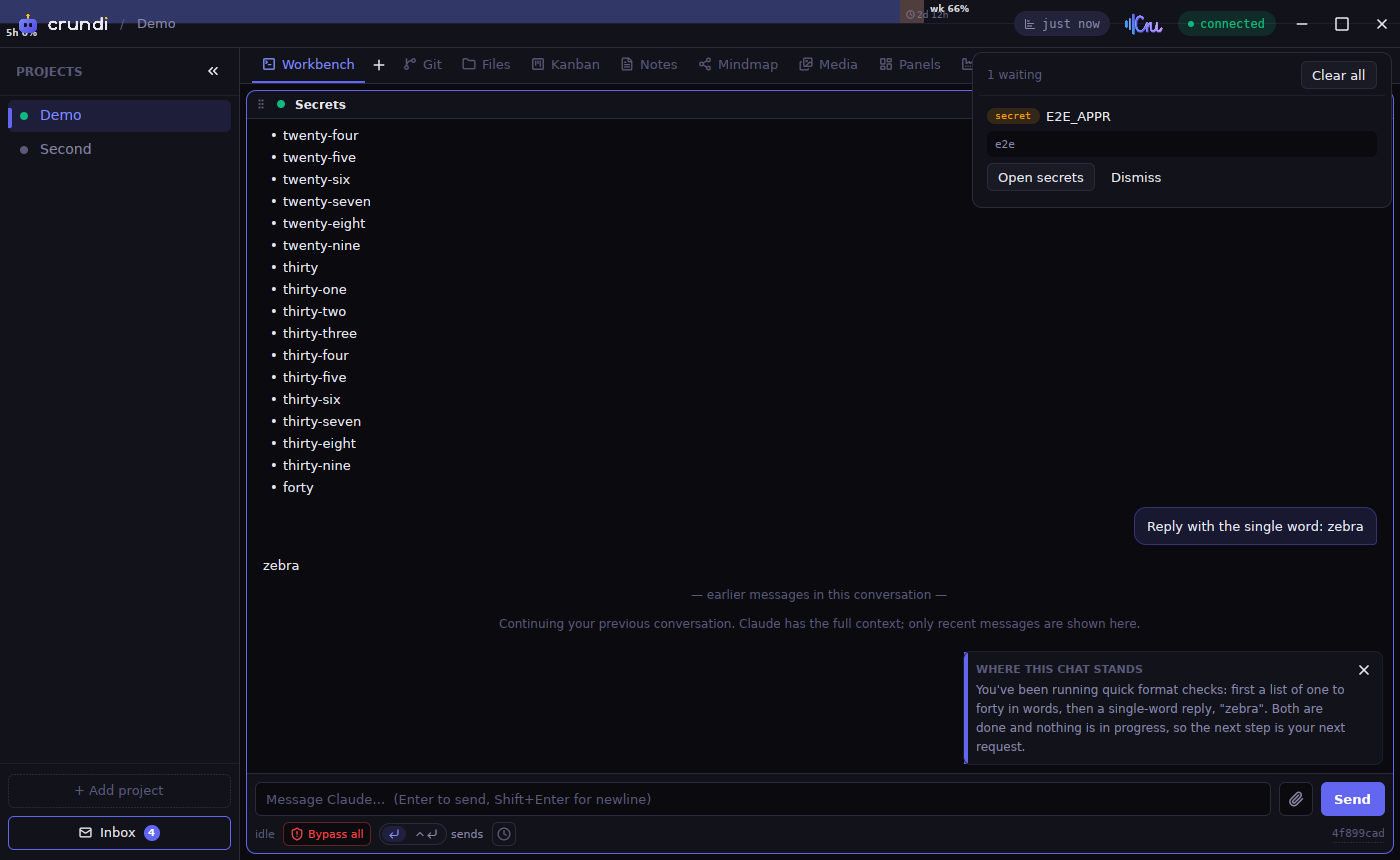 crundi / Demo
5h 0%
2d 12h
wk 66%
just now
Cru
connected
PROJECTS
Demo
Second
Workbench
Git
Files
Kanban
Notes
Mindmap
Media
Panels
Secrets
• twenty-four
• twenty-five
• twenty-six
• twenty-seven
• twenty-eight
• twenty-nine
• thirty
• thirty-one
• thirty-two
• thirty-three
• thirty-four
• thirty-five
• thirty-six
• thirty-seven
• thirty-eight
• thirty-nine
• forty
1 waiting
Clear all
secret E2E_APPR
e2e
Open secrets Dismiss
Reply with the single word: zebra
zebra
— earlier messages in this conversation —
Continuing your previous conversation. Claude has the full context; only recent messages are shown here.
WHERE THIS CHAT STANDS
You've been running quick format checks: first a list of one to
forty in words, then a single-word reply, "zebra". Both are
done and nothing is in progress, so the next step is your next
request.
+ Add project
Inbox 4
Message Claude... (Enter to send, Shift+Enter for newline)
Send
idle
Bypass all
sends
4f899cad